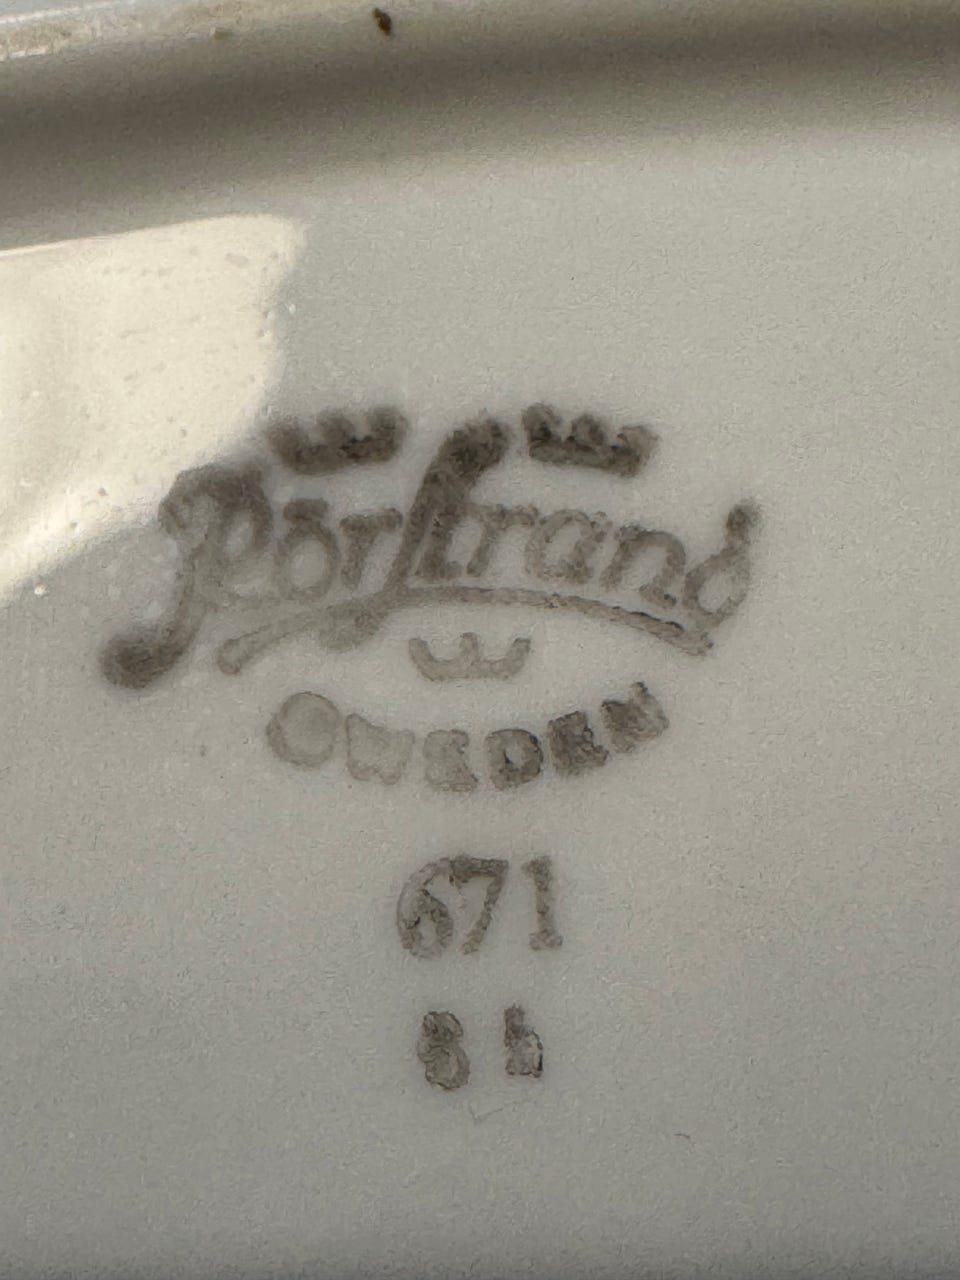 Rörstrand
SWEDEN
671
8 h